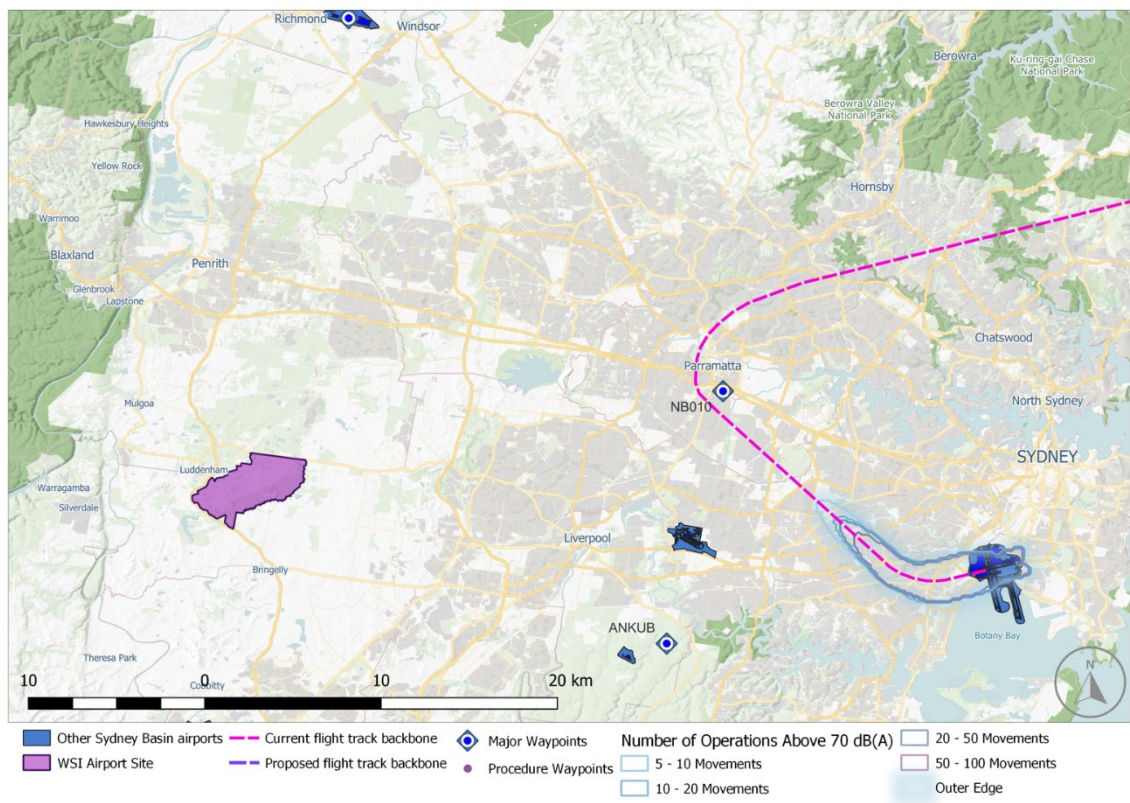 Richmond
Windsor
Berowra
Ku-ring-gai Chase
National Park
Berowra Valley
National Park
Hawkesbury Heights
Yellow Rock
Hornsby
Blaxland
Penrith
Glenbrook
Lapstone
Chatswood
Parramatta
NB010
North Sydney
Mulgoa
SYDNEY
Luddenham
Warragamba
Silverdale
Liverpool
Bringelly
ANKUB
Botany Bay
Theresa Park
Cobbitty
N
10 0 10 20 km
Other Sydney Basin airports
WSI Airport Site
Current flight track backbone
Proposed flight track backbone
Major Waypoints
Procedure Waypoints
Number of Operations Above 70 dB(A)
5 - 10 Movements
10 - 20 Movements
20 - 50 Movements
50 - 100 Movements
Outer Edge